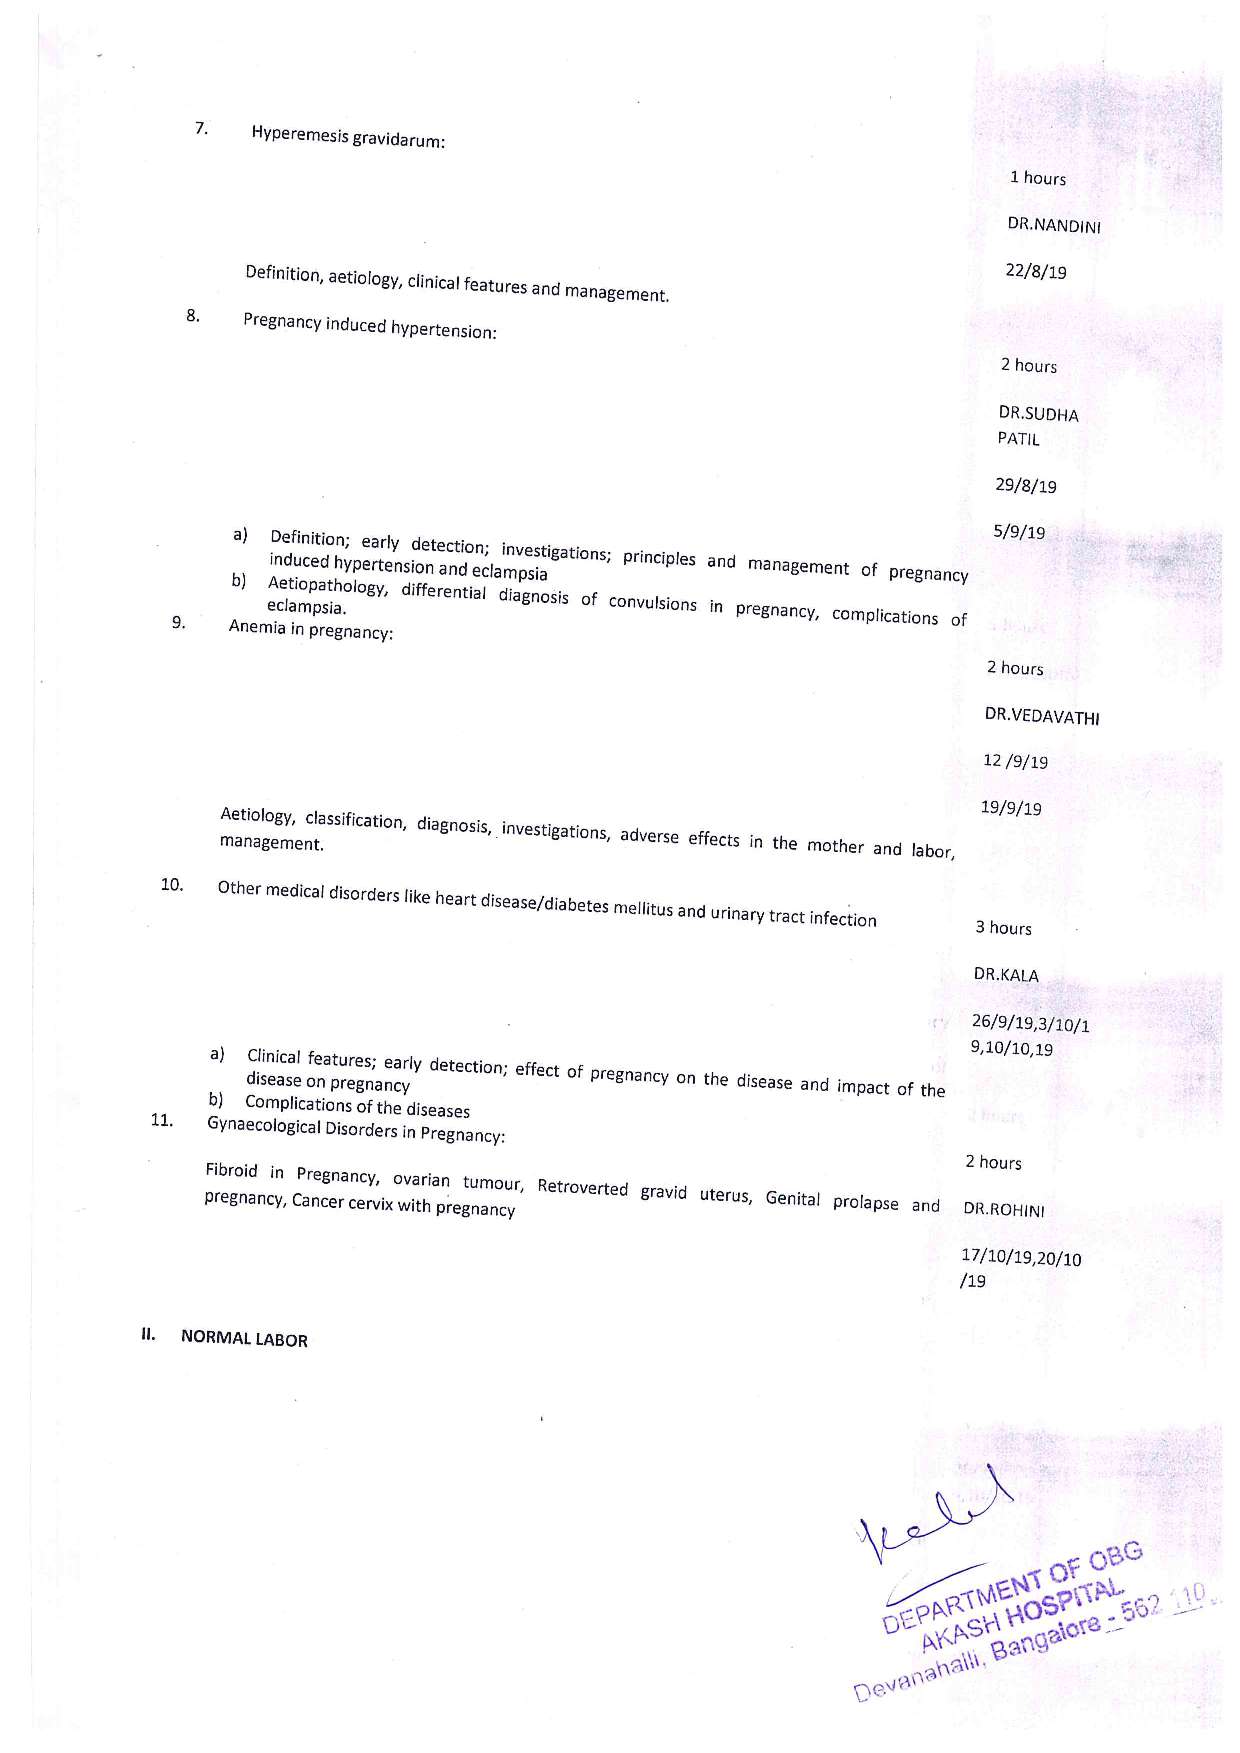 7. Hyperemesis gravidarum:
1 hours
DR.NANDINI
22/8/19
Definition, aetiology, clinical features and management.
8. Pregnancy induced hypertension:
2 hours
DR.SUDHA
PATIL
29/8/19
5/9/19
a) Definition; early detection; investigations; principles and management of pregnancy
induced hypertension and eclampsia
b) Aetiopathology, differential diagnosis of convulsions in pregnancy, complications of
eclampsia.
9. Anemia in pregnancy:
2 hours
DR.VEDAVATHI
12 /9/19
19/9/19
Aetiology, classification, diagnosis, investigations, adverse effects in the mother and labor,
management.
10. Other medical disorders like heart disease/diabetes mellitus and urinary tract infection
3 hours
DR.KALA
26/9/19,3/10/1
9,10/10,19
a) Clinical features; early detection; effect of pregnancy on the disease and impact of the
disease on pregnancy
b) Complications of the diseases
11. Gynaecological Disorders in Pregnancy:
2 hours
Fibroid in Pregnancy, ovarian tumour, Retroverted gravid uterus, Genital prolapse and
pregnancy, Cancer cervix with pregnancy
DR.ROHINI
17/10/19,20/10
/19
II. NORMAL LABOR
DEPARTMENT OF OBG
AKASH HOSPITAL
Devanahalli, Bangalore - 562 110